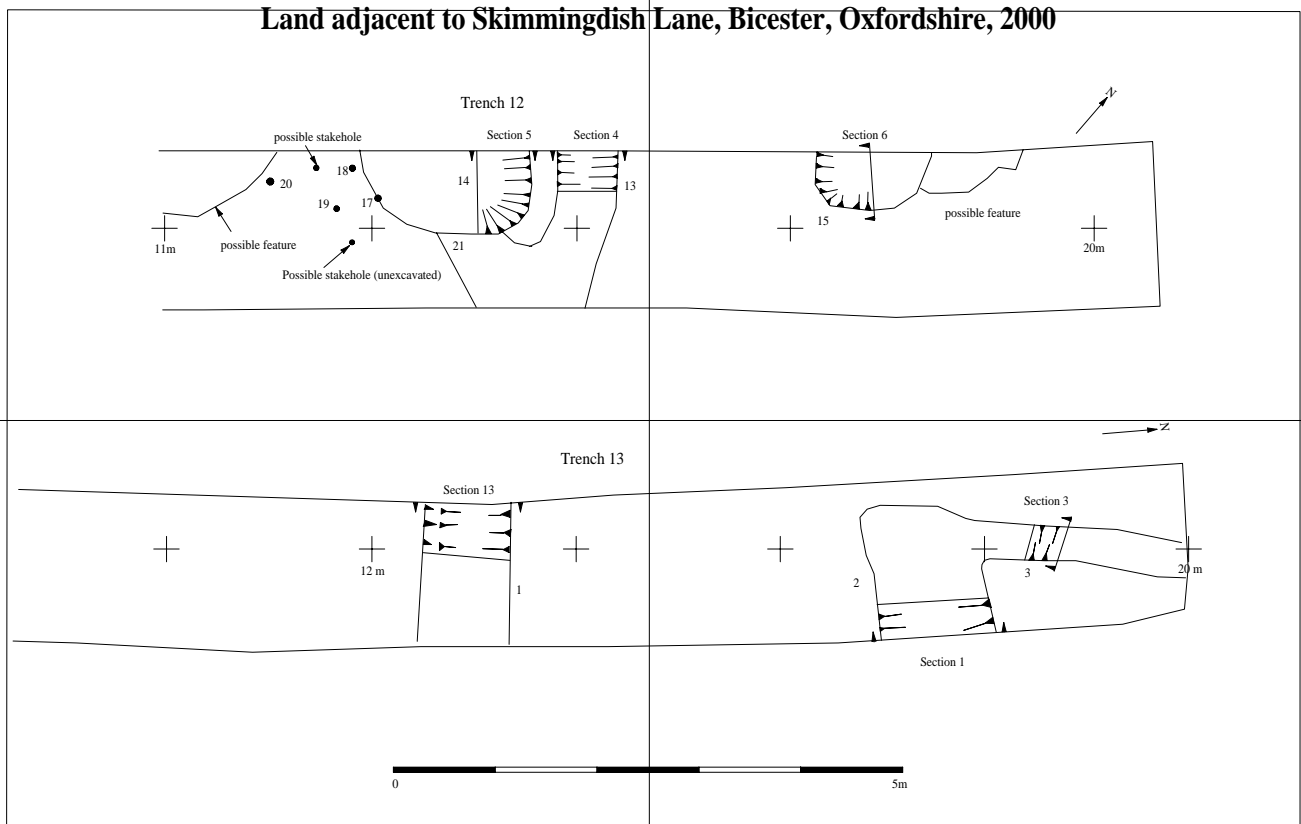 Land adjacent to Skimmingdish Lane, Bicester, Oxfordshire, 2000
N
Trench 12
possible stakehole
Section 5
Section 4
Section 6
18
14
13
20
19
17
15
possible feature
21
possible feature
11m
20m
Possible stakehole (unexcavated)
N
Trench 13
Section 13
Section 3
12 m
20 m
3
2
1
Section 1
0
5m